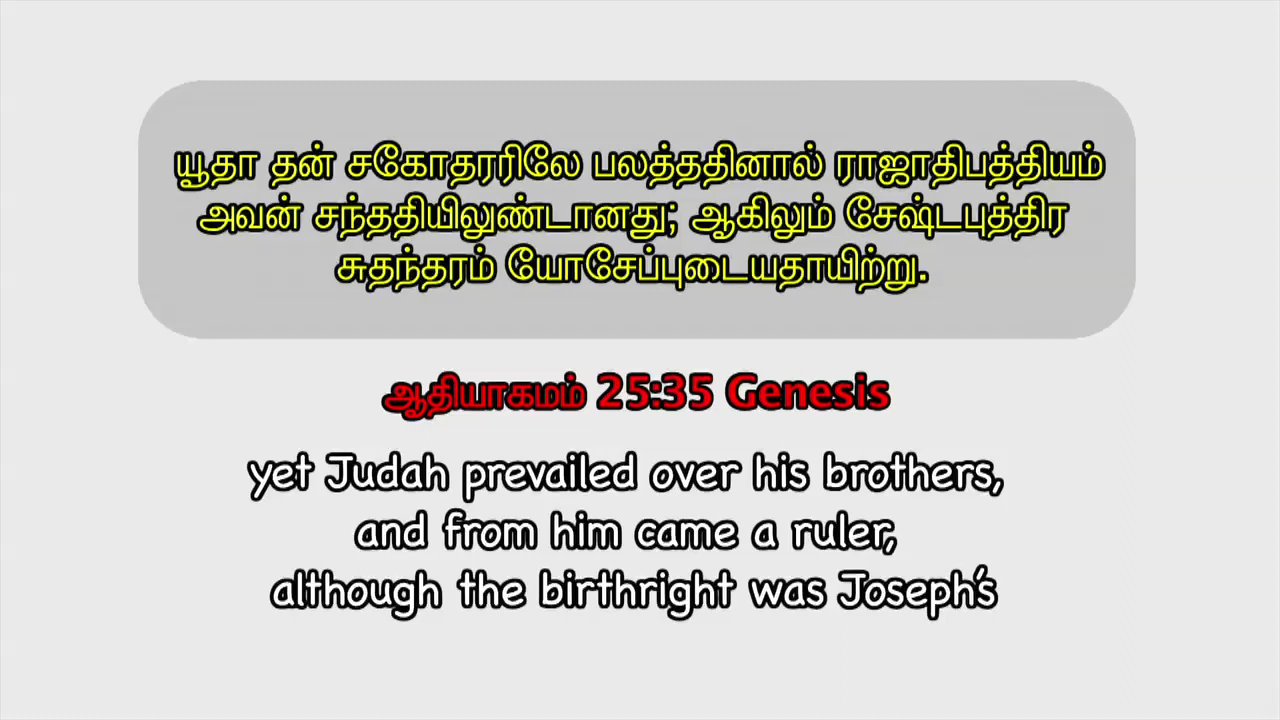 யூதா தன் சகோதரரிலே பலத்ததினால் ராஜாதிபத்தியம்
அவன் சந்ததியிலுண்டானது; ஆகிலும் சேஷ்டபுத்திர
சுதந்தரம் யோசேப்புடையதாயிற்று.
ஆதியாகமம் 25:35 Genesis
yet Judah prevailed over his brothers,
and from him came a ruler,
although the birthright was Joseph's